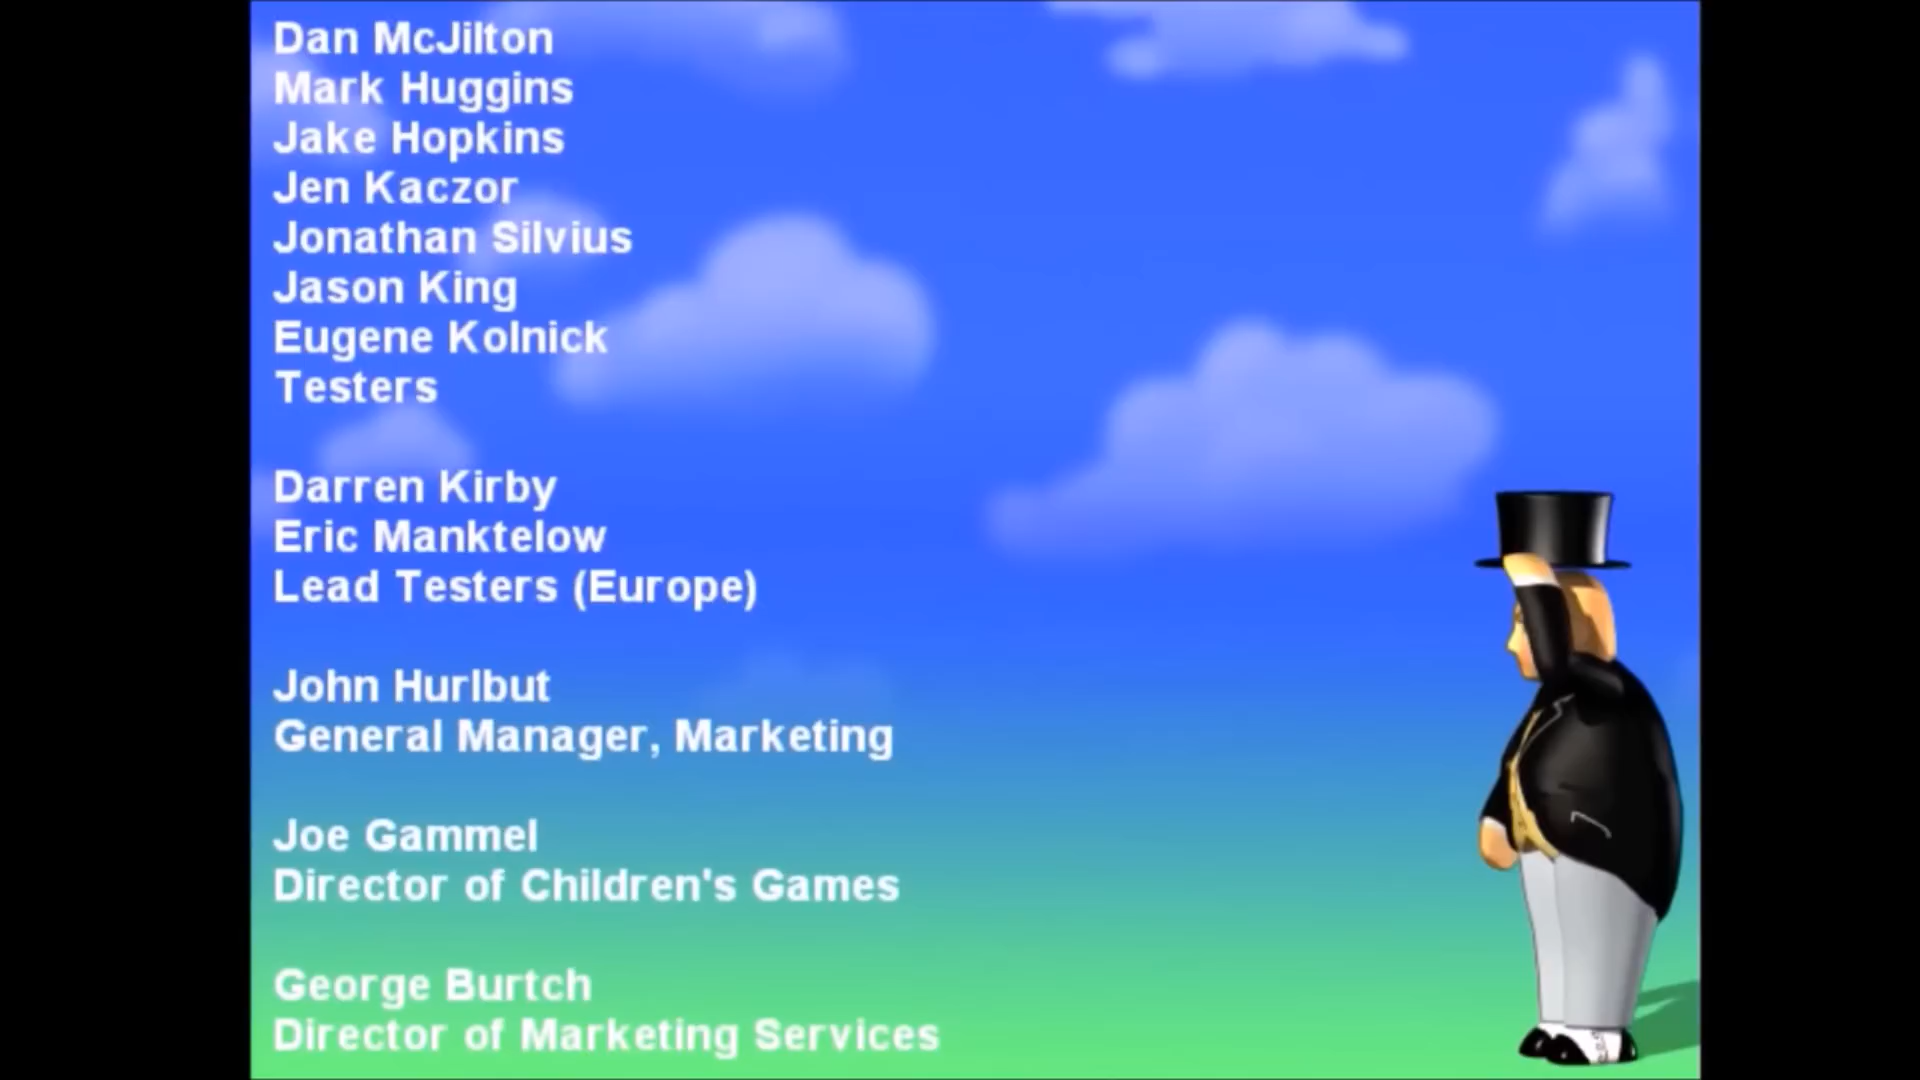 Dan McJilton
Mark Huggins
Jake Hopkins
Jen Kaczor
Jonathan Silvius
Jason King
Eugene Kolnick
Testers
Darren Kirby
Eric Manktelow
Lead Testers (Europe)
John Hurlbut
General Manager, Marketing
Joe Gammel
Director of Children's Games
George Burtch
Director of Marketing Services